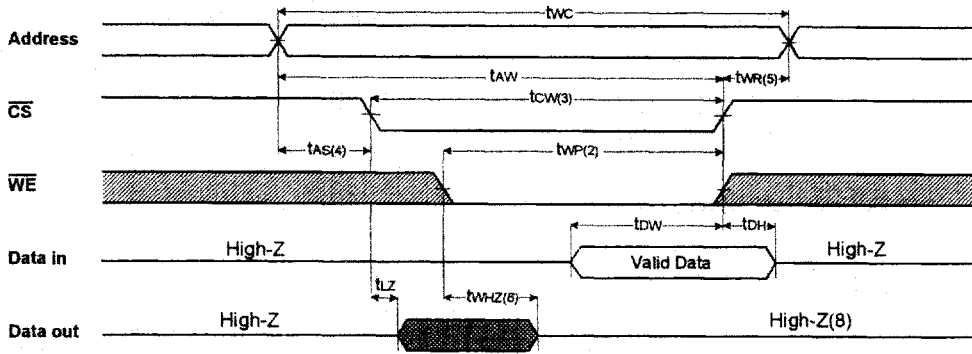 tWC
Address
tAW
tWR(5)
tCW(3)
CS
tAS(4)
tWP(2)
WE
tDW
tDH
High-Z
High-Z
Data in
Valid Data
tLZ
tWHZ(8)
High-Z
High-Z(8)
Data out